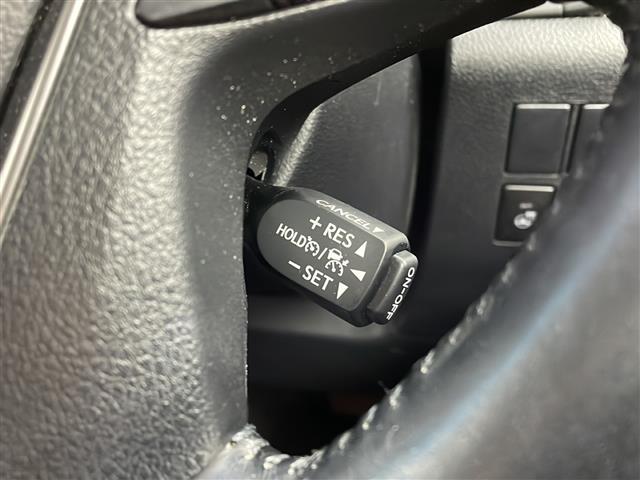 CANCEL
+ RES
HOLD /
- SET
ON-OFF